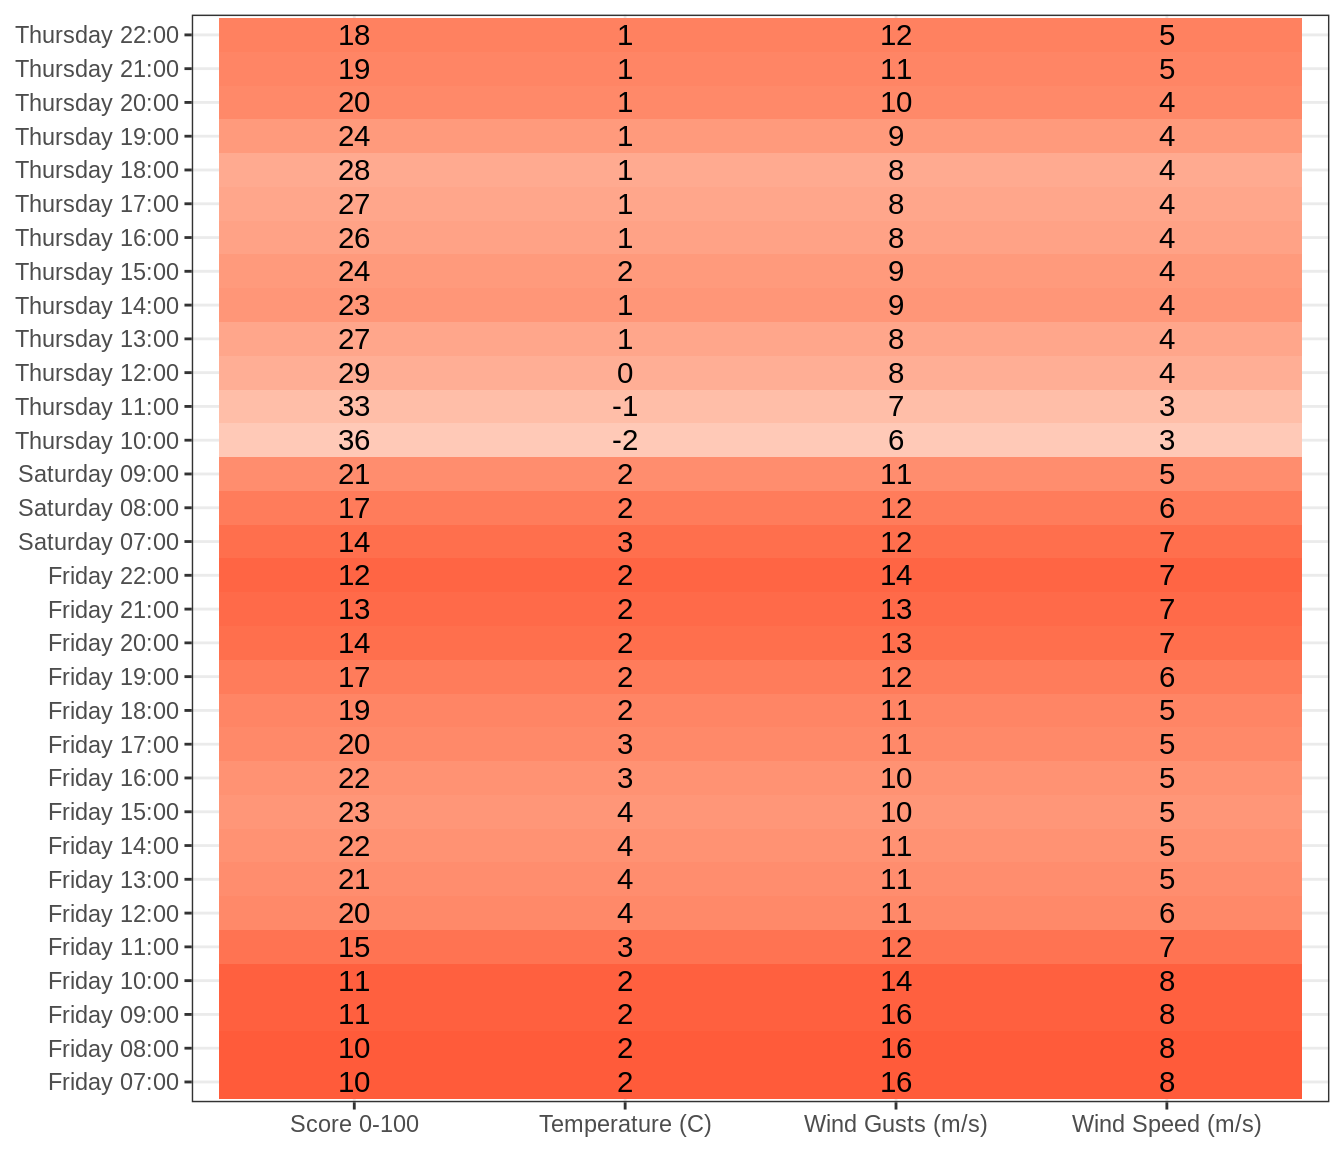 Thursday 22:00 18 1 12 5
Thursday 21:00 19 1 11 5
Thursday 20:00 20 1 10 4
Thursday 19:00 24 1 9 4
Thursday 18:00 28 1 8 4
Thursday 17:00 27 1 8 4
Thursday 16:00 26 1 8 4
Thursday 15:00 24 2 9 4
Thursday 14:00 23 1 9 4
Thursday 13:00 27 1 8 4
Thursday 12:00 29 0 8 4
Thursday 11:00 33 -1 7 3
Thursday 10:00 36 -2 6 3
Saturday 09:00 21 2 11 5
Saturday 08:00 17 2 12 6
Saturday 07:00 14 3 12 7
Friday 22:00 12 2 14 7
Friday 21:00 13 2 13 7
Friday 20:00 14 2 13 7
Friday 19:00 17 2 12 6
Friday 18:00 19 2 11 5
Friday 17:00 20 3 11 5
Friday 16:00 22 3 10 5
Friday 15:00 23 4 10 5
Friday 14:00 22 4 11 5
Friday 13:00 21 4 11 5
Friday 12:00 20 4 11 6
Friday 11:00 15 3 12 7
Friday 10:00 11 2 14 8
Friday 09:00 11 2 16 8
Friday 08:00 10 2 16 8
Friday 07:00 10 2 16 8
Score 0-100 Temperature (C) Wind Gusts (m/s) Wind Speed (m/s)